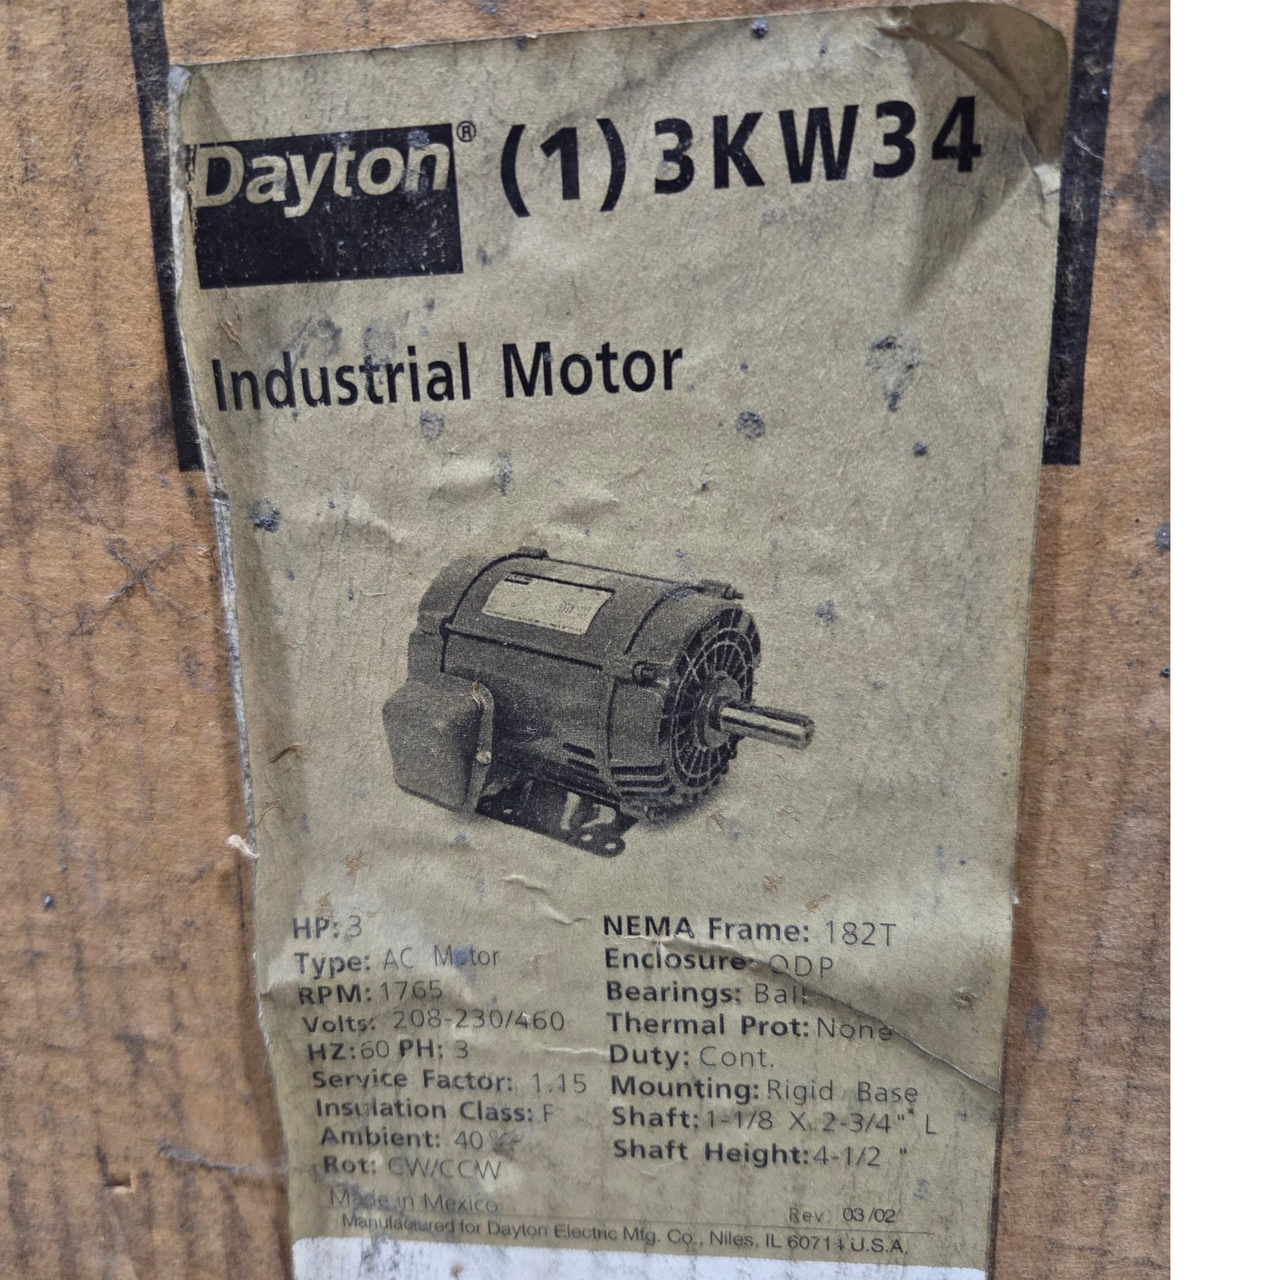 Dayton® (1)3KW34
Industrial Motor
HP: 3
Type: AC Motor
RPM: 1765
Volts: 208-230/460
HZ: 60 PH: 3
Service Factor: 1.15
Insulation Class: F
Ambient: 40
Rot: CW/CCW
Made in Mexico
NEMA Frame: 182T
Enclosure: ODP
Bearings: Ball
Thermal Prot: None
Duty: Cont.
Mounting: Rigid Base
Shaft: 1-1/8 X 2-3/4" L
Shaft Height: 4-1/2 "
Rev: 03/02
Manufactured for Dayton Electric Mfg. Co., Niles, IL 60714 U.S.A.